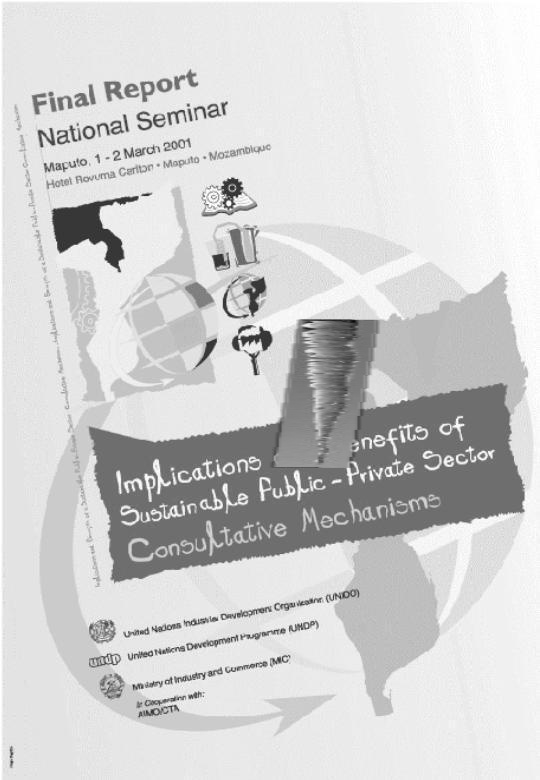 Final Report
National Seminar
Maputo, 1 - 2 March 2001
Hotel Rovuma Carlton • Maputo • Mozambique
Implications enefits of
Sustainable Public - Private Sector
Consultative Mechanisms
United Nations Industrial Development Organization (UNIDO)
undp United Nations Development Programme (UNDP)
Ministry of Industry and Commerce (MIC)
In Cooperation with:
AIMO/CTA